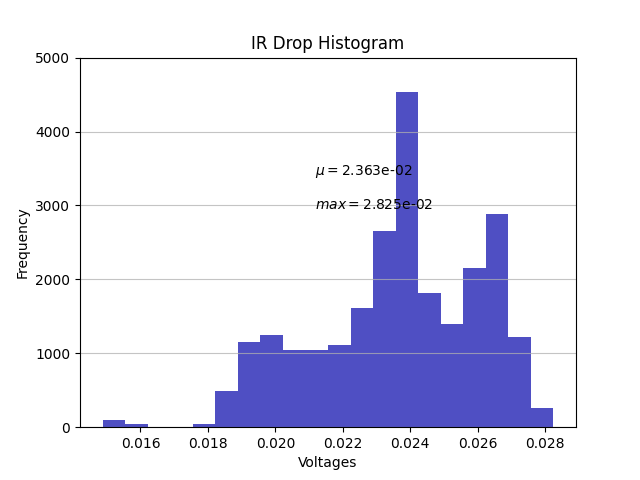 IR Drop Histogram
5000
4000
3000
2000
1000
0
Frequency
μ = 2.363e-02
max = 2.825e-02
0.016 0.018 0.020 0.022 0.024 0.026 0.028
Voltages